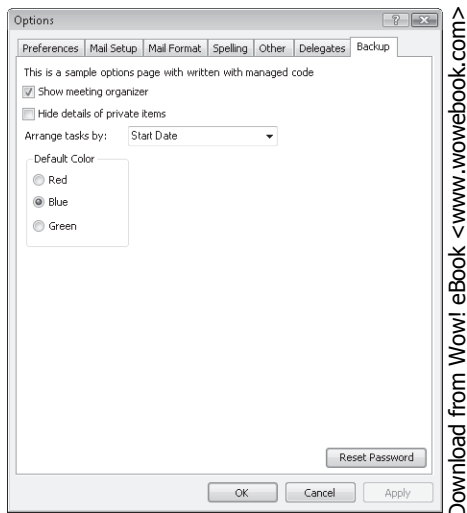 Options
Preferences Mail Setup Mail Format Spelling Other Delegates Backup
This is a sample options page with written with managed code
Show meeting organizer
Hide details of private items
Arrange tasks by: Start Date
Default Color
Red
Blue
Green
Reset Password
OK Cancel Apply
Download from Wow! eBook <www.wowebook.com>